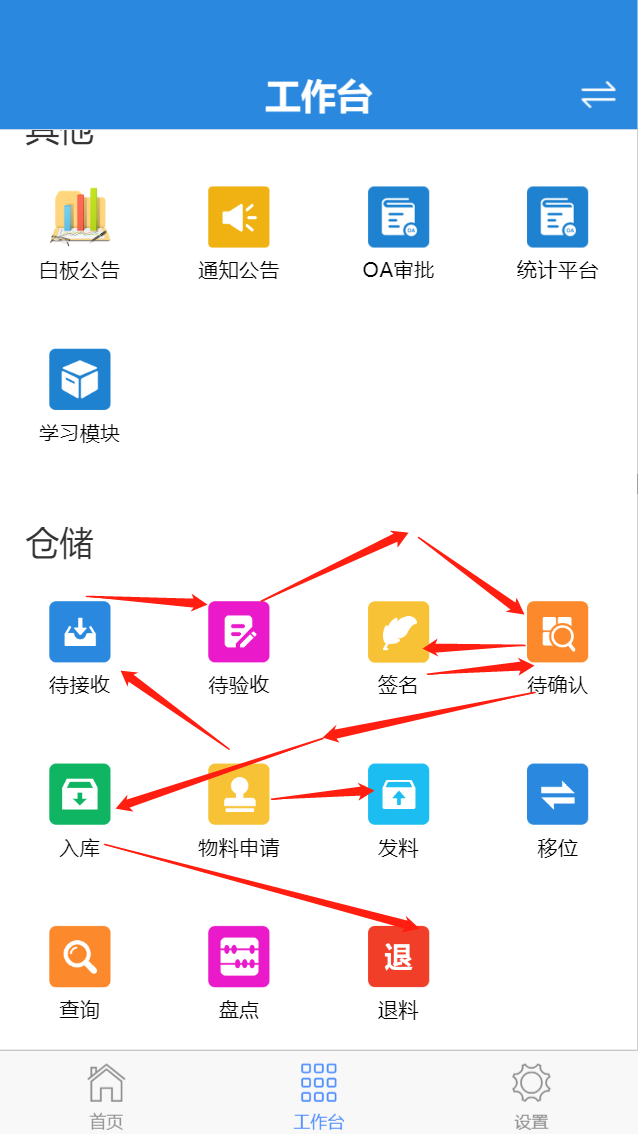 工作台
其他
白板公告 通知公告 OA审批 统计平台
学习模块
仓储
待接收 待验收 签名 待确认
入库 物料申请 发料 移位
退
查询 盘点 退料
首页 工作台 设置